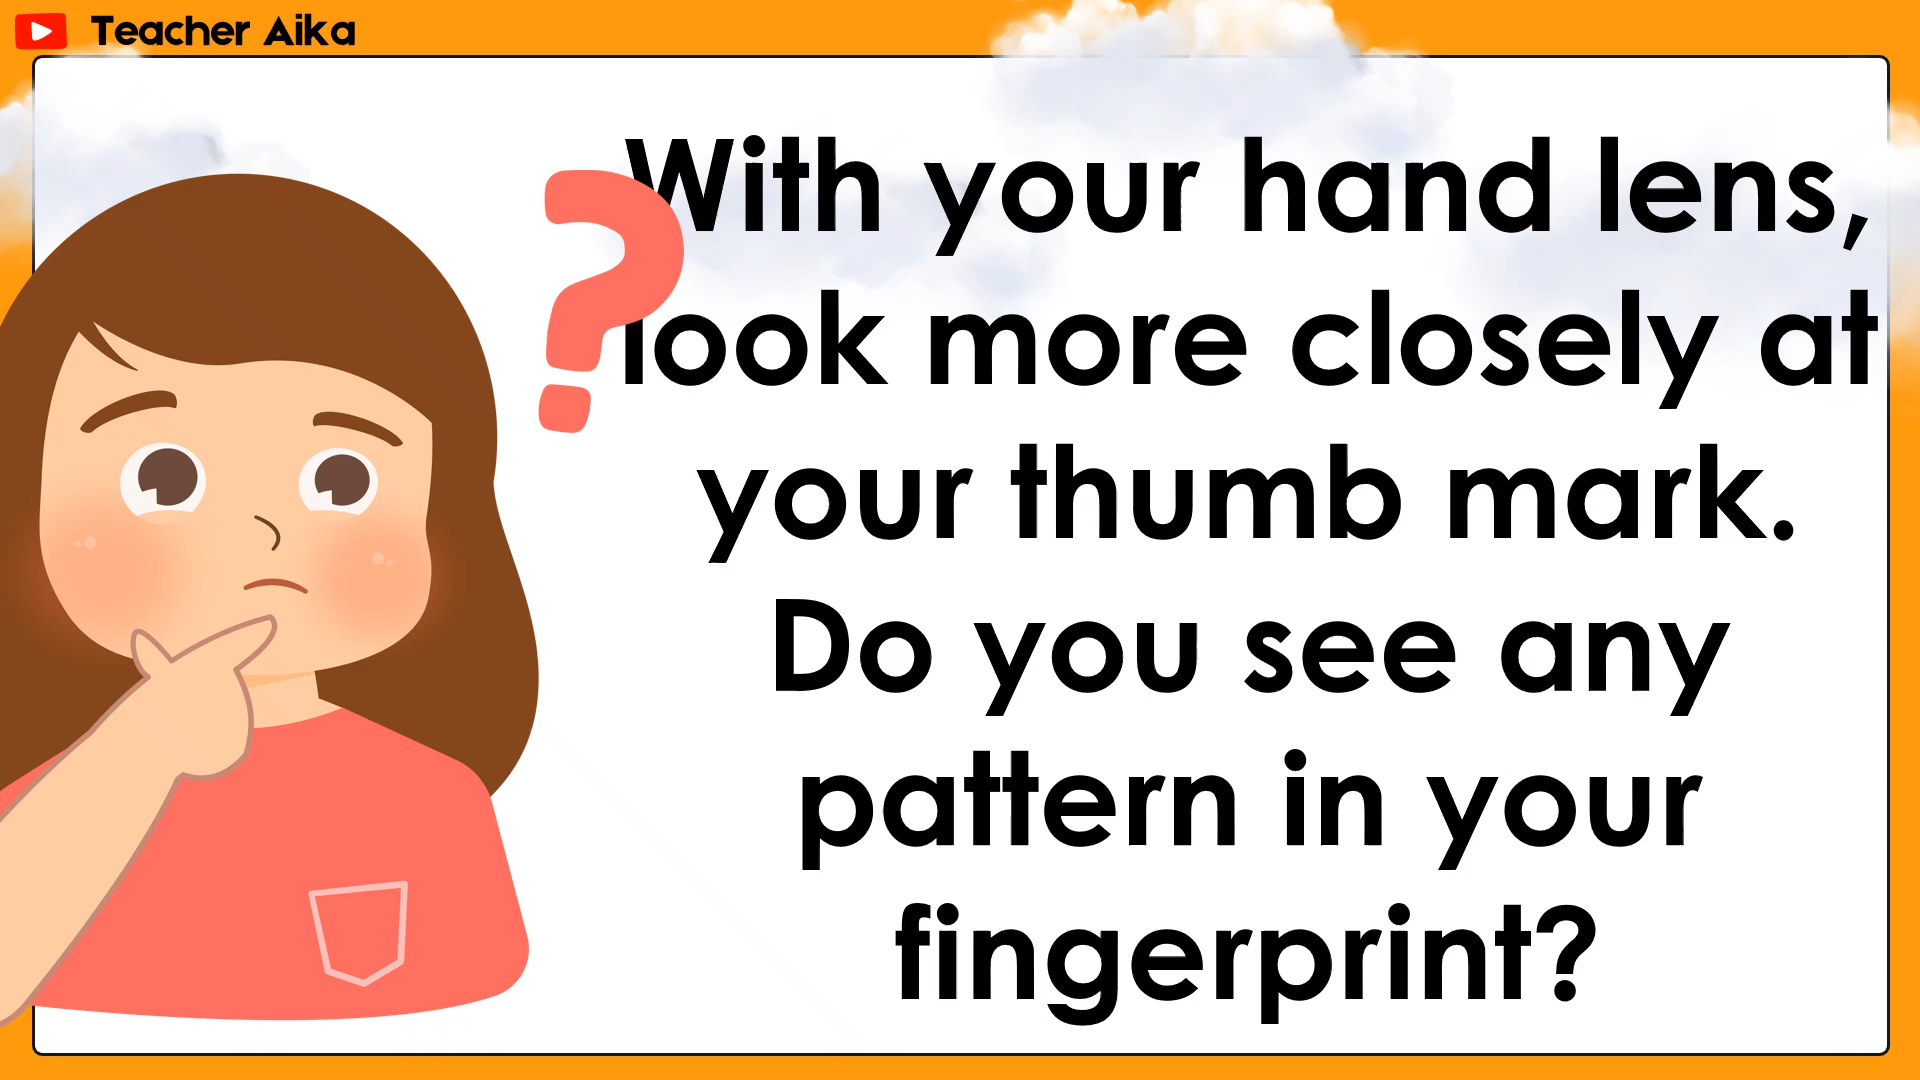 Teacher Aika
With your hand lens,
look more closely at
your thumb mark.
Do you see any
pattern in your
fingerprint?
?